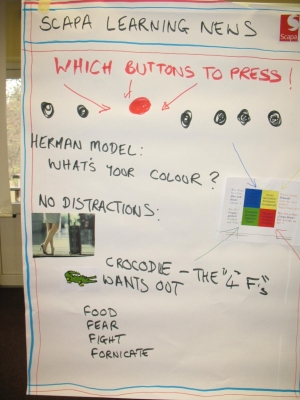 SCAPA LEARNING NEWS
Scapa
WHICH BUTTONS TO PRESS!
HERMAN MODEL:
WHAT'S YOUR COLOUR?
NO DISTRACTIONS:
CROCODIE – THE "4" F's
WANTS OUT
FOOD
FEAR
FIGHT
FORNICATE